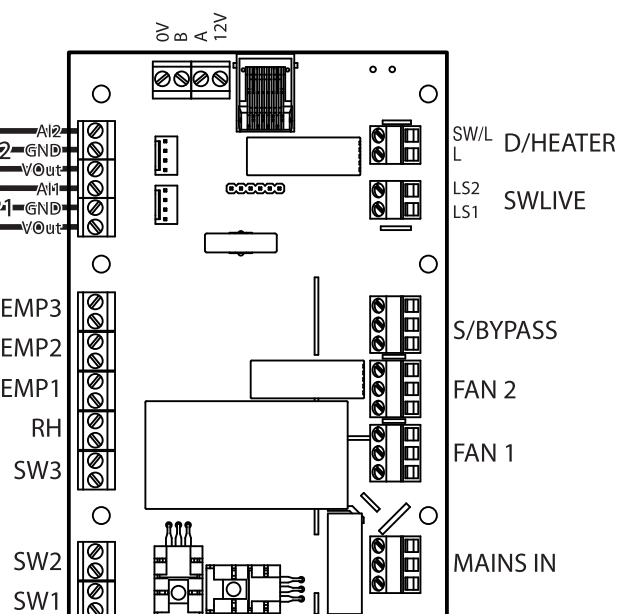 0V
B
A
12V
AI2
2 GND
VOut
AI1
1 GND
VOut
EMP3
EMP2
EMP1
RH
SW3
SW2
SW1
SW/L
L
D/HEATER
LS2
LS1
SWLIVE
S/BYPASS
FAN 2
FAN 1
MAINS IN